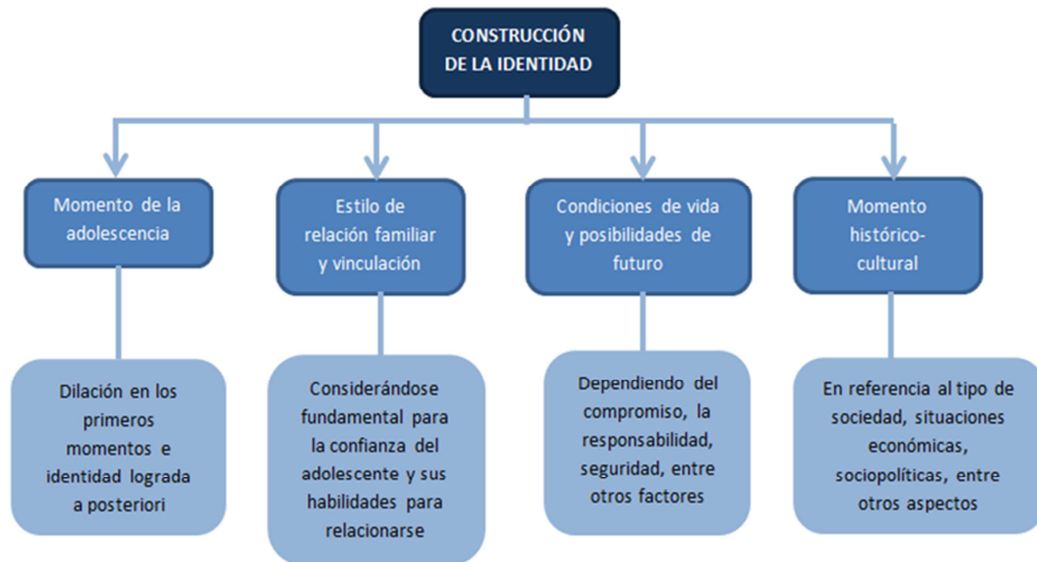 CONSTRUCCIÓN
DE LA IDENTIDAD
Momento de la
adolescencia
Estilo de
relación familiar
y vinculación
Condiciones de vida
y posibilidades de
futuro
Momento
histórico-
cultural
Dilación en los
primeros
momentos e
identidad lograda
a posteriori
Considerándose
fundamental para
la confianza del
adolescente y sus
habilidades para
relacionarse
Dependiendo del
compromiso, la
responsabilidad,
seguridad, entre
otros factores
En referencia al tipo de
sociedad, situaciones
económicas,
sociopolíticas, entre
otros aspectos